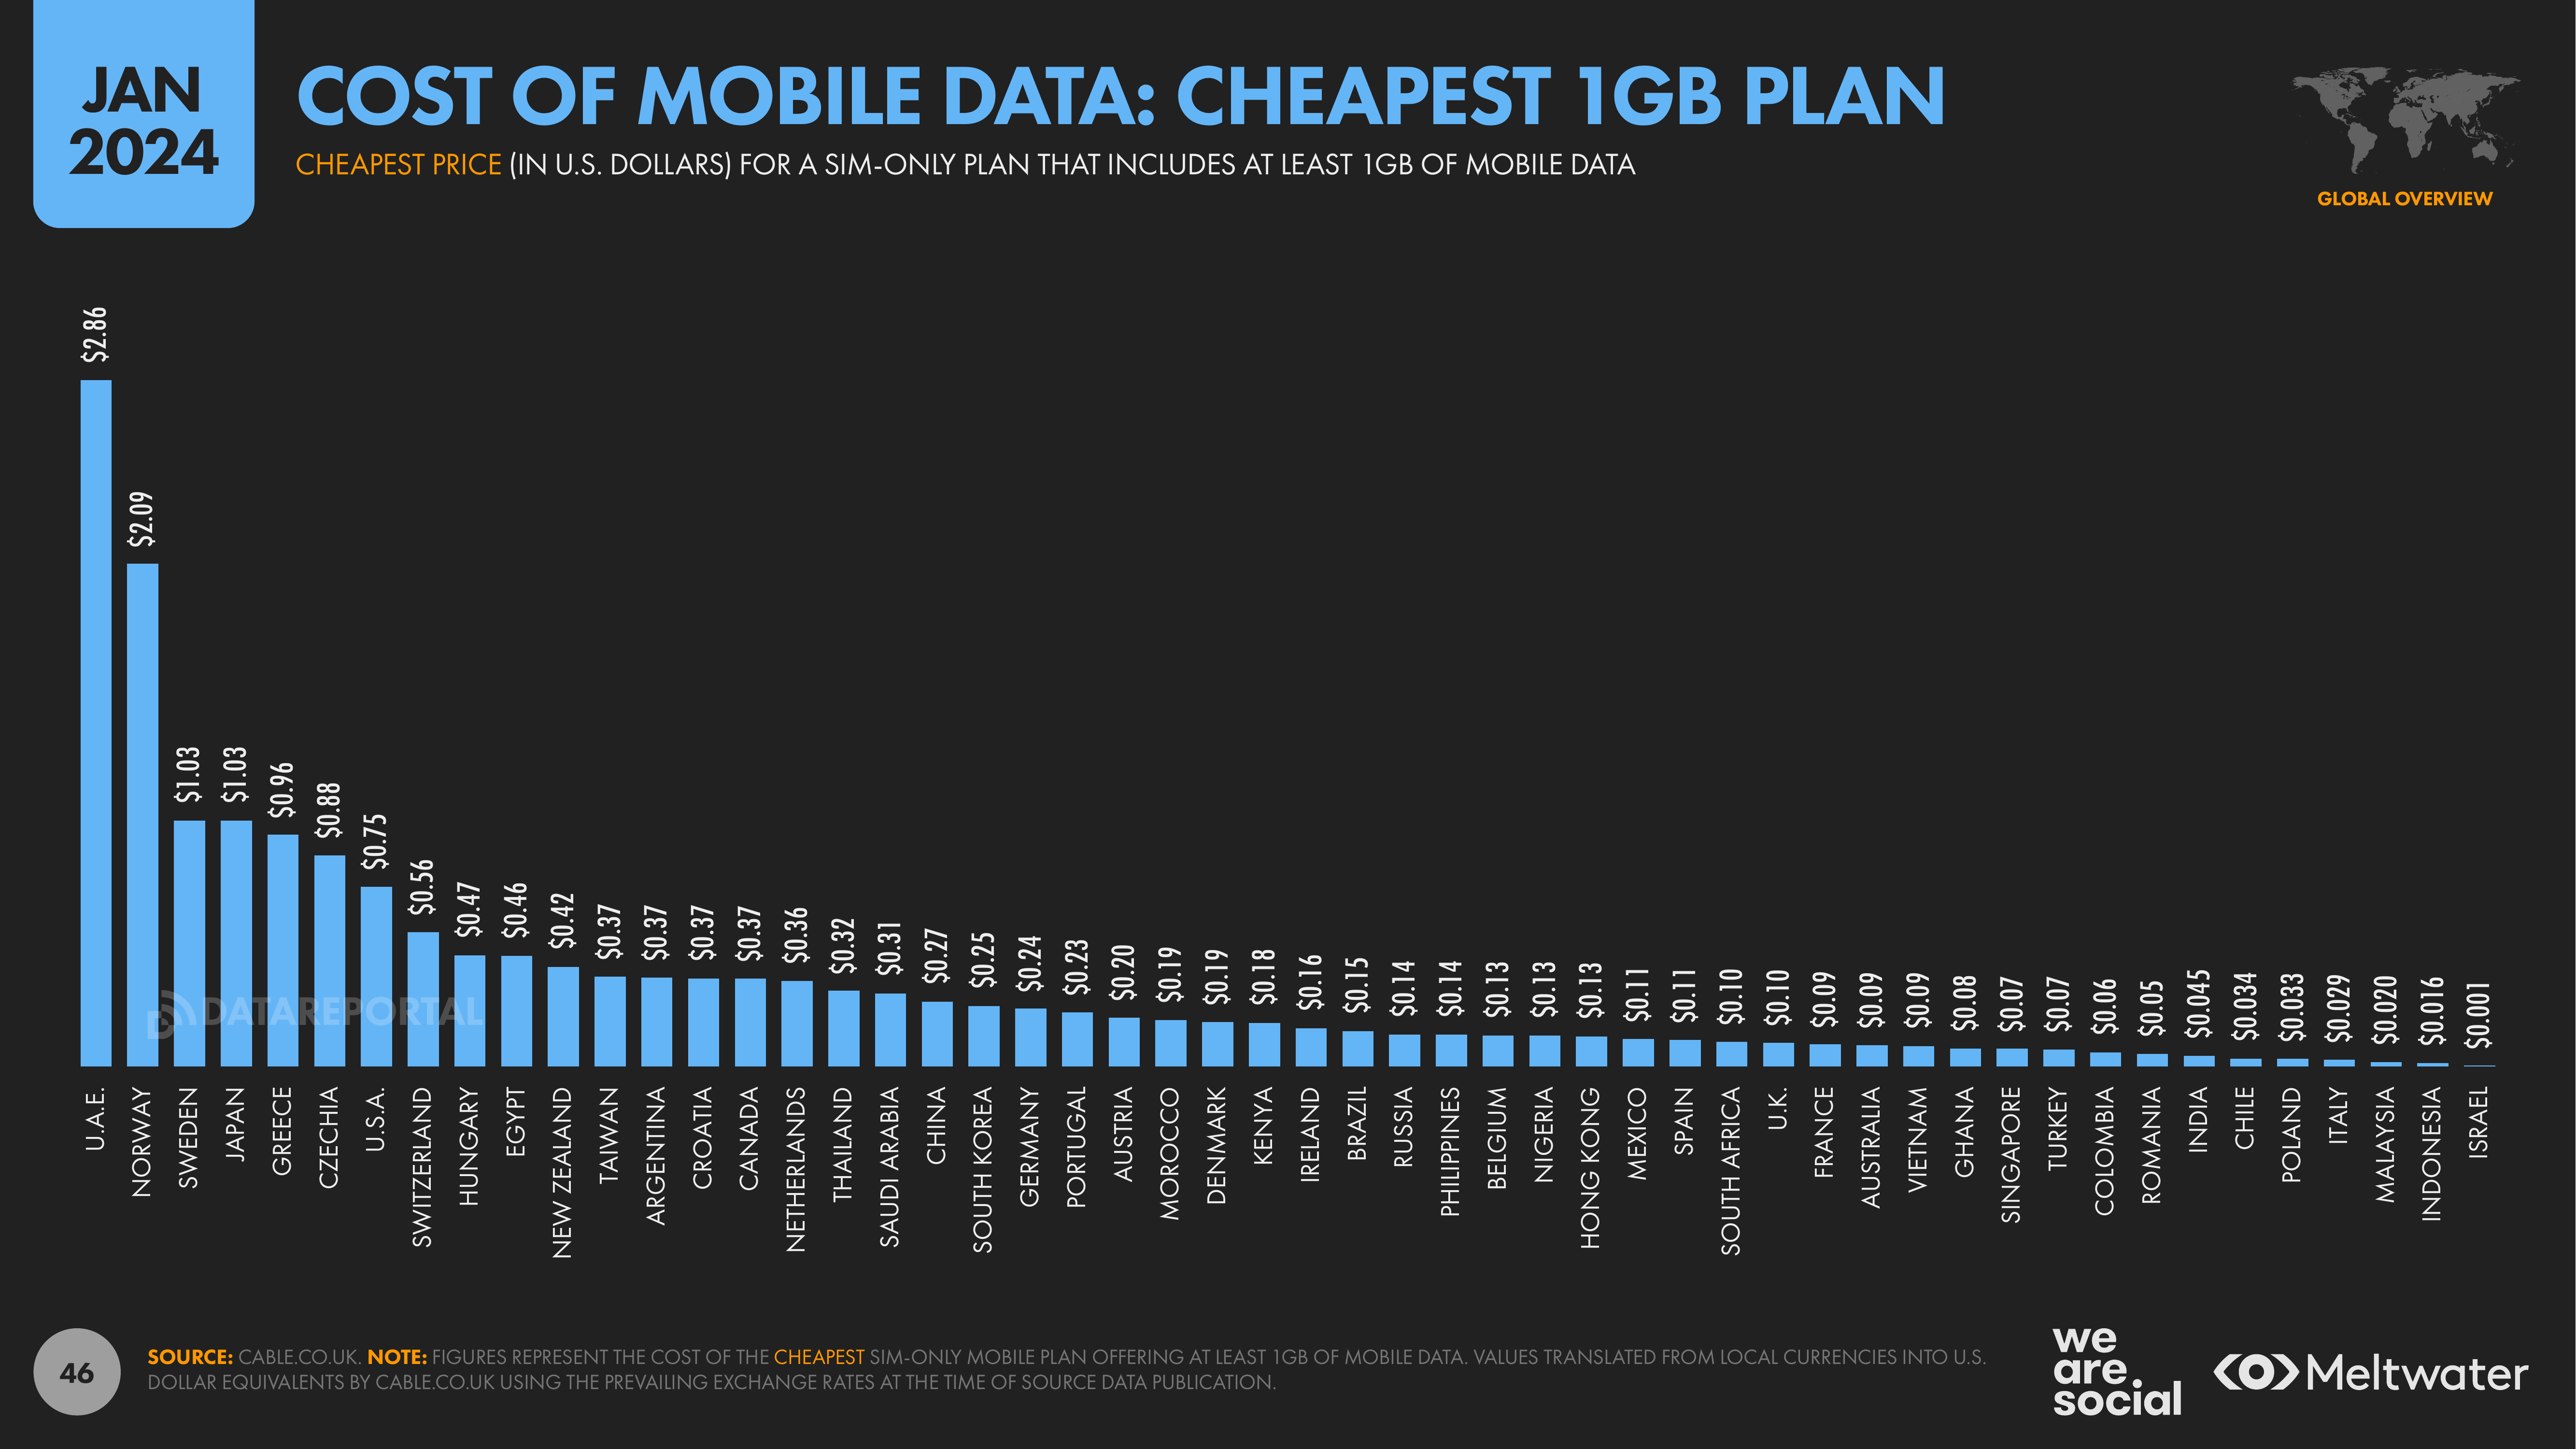 JAN
2024
COST OF MOBILE DATA: CHEAPEST 1GB PLAN
CHEAPEST PRICE (IN U.S. DOLLARS) FOR A SIM-ONLY PLAN THAT INCLUDES AT LEAST 1GB OF MOBILE DATA
GLOBAL OVERVIEW
$2.86
$2.09
$1.03
$1.03
$0.96
$0.88
$0.75
$0.56
$0.47
$0.46
$0.42
$0.37
$0.37
$0.37
$0.37
$0.36
$0.32
$0.31
$0.27
$0.25
$0.24
$0.23
$0.20
$0.19
$0.19
$0.18
$0.16
$0.15
$0.14
$0.14
$0.13
$0.13
$0.13
$0.11
$0.11
$0.10
$0.10
$0.09
$0.09
$0.09
$0.08
$0.07
$0.07
$0.06
$0.05
$0.045
$0.034
$0.033
$0.029
$0.020
$0.016
$0.001
DATAREPORTAL
U.A.E.
NORWAY
SWEDEN
JAPAN
GREECE
CZECHIA
U.S.A.
SWITZERLAND
HUNGARY
EGYPT
NEW ZEALAND
TAIWAN
ARGENTINA
CROATIA
CANADA
NETHERLANDS
THAILAND
SAUDI ARABIA
CHINA
SOUTH KOREA
GERMANY
PORTUGAL
AUSTRIA
MOROCCO
DENMARK
KENYA
IRELAND
BRAZIL
RUSSIA
PHILIPPINES
BELGIUM
NIGERIA
HONG KONG
MEXICO
SPAIN
SOUTH AFRICA
U.K.
FRANCE
AUSTRALIA
VIETNAM
GHANA
SINGAPORE
TURKEY
COLOMBIA
ROMANIA
INDIA
CHILE
POLAND
ITALY
MALAYSIA
INDONESIA
ISRAEL
46
SOURCE: CABLE.CO.UK. NOTE: FIGURES REPRESENT THE COST OF THE CHEAPEST SIM-ONLY MOBILE PLAN OFFERING AT LEAST 1GB OF MOBILE DATA. VALUES TRANSLATED FROM LOCAL CURRENCIES INTO U.S.
DOLLAR EQUIVALENTS BY CABLE.CO.UK USING THE PREVAILING EXCHANGE RATES AT THE TIME OF SOURCE DATA PUBLICATION.
we
are
social
Meltwater